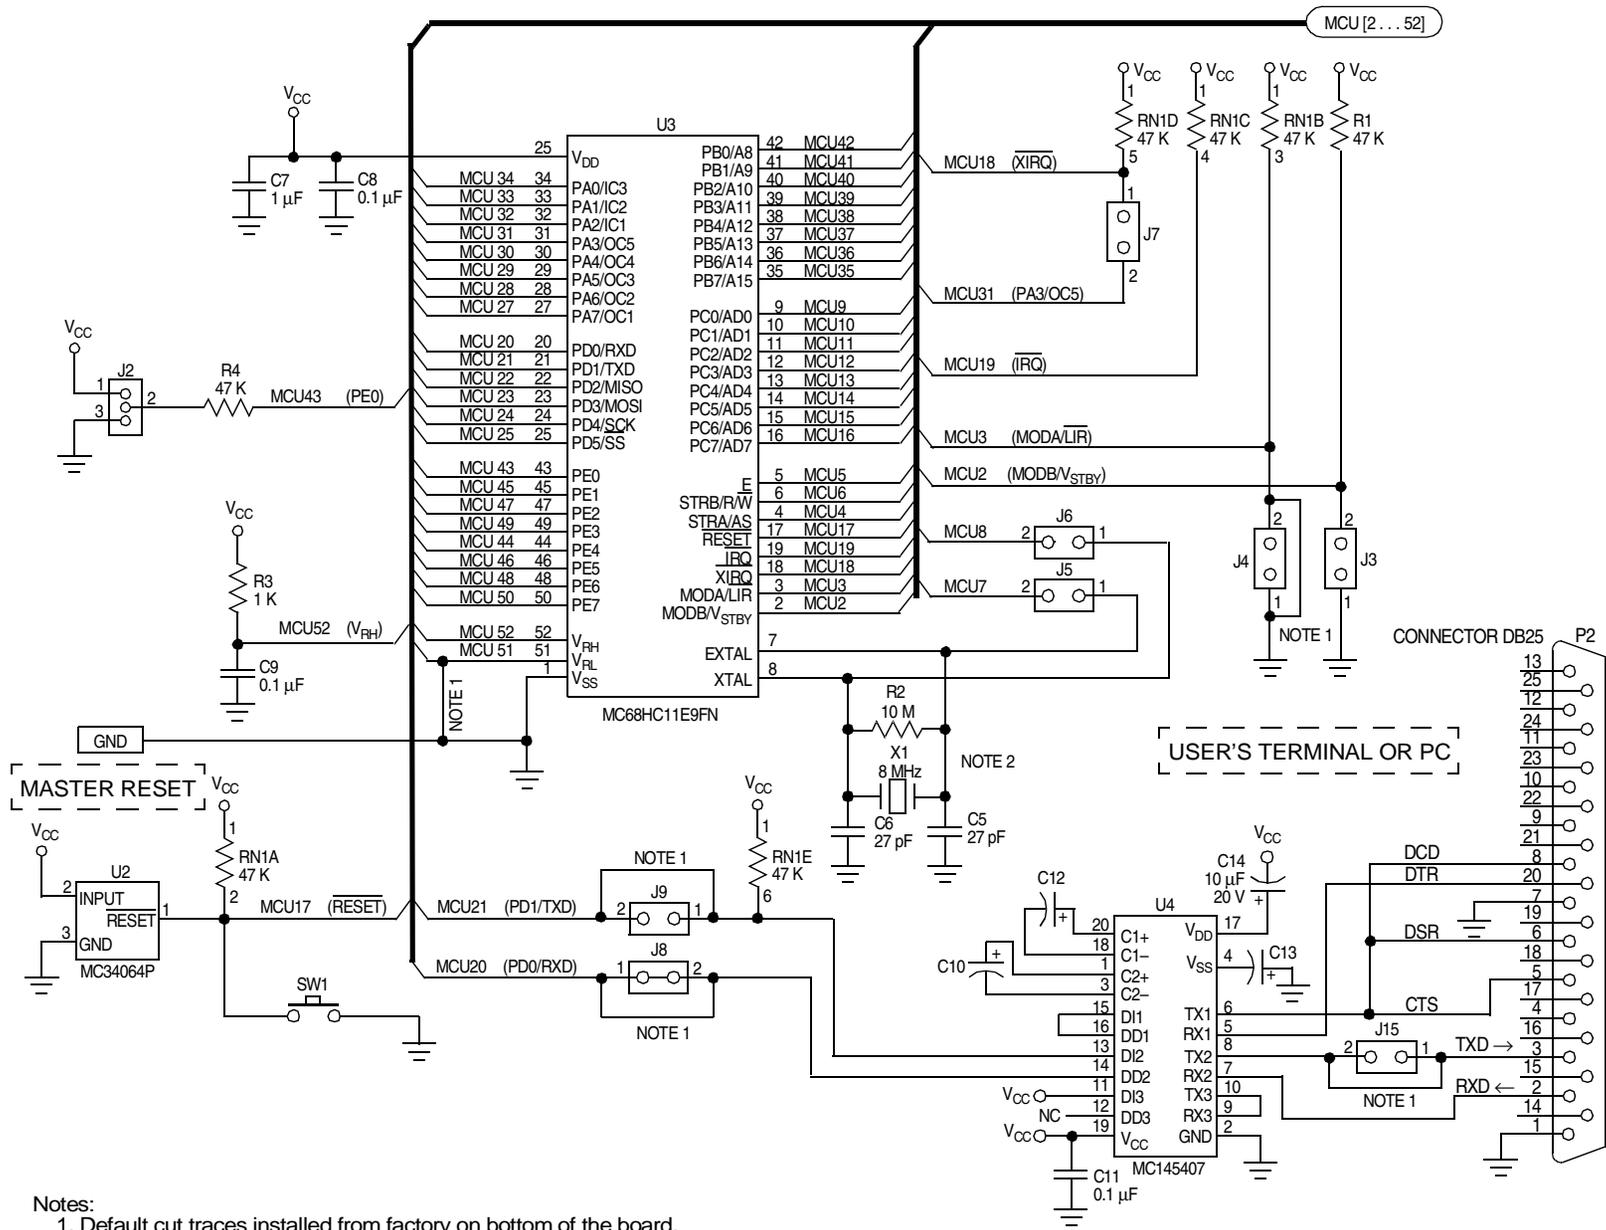 MCU [2 . . . 52]
VCC
VCC
VCC
VCC
VCC
1
RN1D
47 K
5
1
RN1C
47 K
4
1
RN1B
47 K
3
R1
47 K
U3
25
VDD
C7
1 µF
C8
0.1 µF
MCU 34 34 PA0/IC3
MCU 33 33 PA1/IC2
MCU 32 32 PA2/IC1
MCU 31 31 PA3/OC5
MCU 30 30 PA4/OC4
MCU 29 29 PA5/OC3
MCU 28 28 PA6/OC2
MCU 27 27 PA7/OC1
MCU 20 20 PD0/RXD
MCU 21 21 PD1/TXD
MCU 22 22 PD2/MISO
MCU 23 23 PD3/MOSI
MCU 24 24 PD4/SCK
MCU 25 25 PD5/SS
MCU 43 43 PE0
MCU 45 45 PE1
MCU 47 47 PE2
MCU 49 49 PE3
MCU 44 44 PE4
MCU 46 46 PE5
MCU 48 48 PE6
MCU 50 50 PE7
MCU 52 52 VRH
MCU 51 51 VRL
1 VSS
PB0/A8 42 MCU42
PB1/A9 41 MCU41
PB2/A10 40 MCU40
PB3/A11 39 MCU39
PB4/A12 38 MCU38
PB5/A13 37 MCU37
PB6/A14 36 MCU36
PB7/A15 35 MCU35
PC0/AD0 9 MCU9
PC1/AD1 10 MCU10
PC2/AD2 11 MCU11
PC3/AD3 12 MCU12
PC4/AD4 13 MCU13
PC5/AD5 14 MCU14
PC6/AD6 15 MCU15
PC7/AD7 16 MCU16
E 5 MCU5
STRB/R/W 6 MCU6
STRA/AS 4 MCU4
RESET 17 MCU17
IRQ 19 MCU19
XIRQ 18 MCU18
MODA/LIR 3 MCU3
MODB/VSTBY 2 MCU2
EXTAL 7
XTAL 8
MC68HC11E9FN
MCU18 (XIRQ)
1
J7
2
MCU31 (PA3/OC5)
MCU19 (IRQ)
MCU3 (MODA/LIR)
MCU2 (MODB/VSTBY)
MCU8 2 J6 1
MCU7 2 J5 1
2
J4
1
NOTE 1
2
J3
1
VCC
J2
1
2
3
R4
47 K
MCU43 (PE0)
VCC
R3
1 K
MCU52 (VRH)
C9
0.1 µF
NOTE 1
GND
R2
10 M
X1
8 MHz
NOTE 2
C6
27 pF
C5
27 pF
MASTER RESET
VCC
VCC
1
RN1A
47 K
2
U2
2 INPUT
RESET 1
3 GND
MC34064P
MCU17 (RESET)
SW1
MCU21 (PD1/TXD)
NOTE 1
2 J9 1
VCC
1
RN1E
47 K
6
MCU20 (PD0/RXD)
1 J8 2
NOTE 1
USER'S TERMINAL OR PC
C12
+
C10
+
C14
10 µF
20 V
+
VCC
C13
+
U4
20 C1+
18 C1–
1 C2+
3 C2–
15 DI1
16 DD1
13 DI2
14 DD2
VCC 11 DI3
NC 12 DD3
VCC 19 VCC
VDD 17
VSS 4
TX1 6
RX1 5
TX2 8
RX2 7
TX3 10
RX3 9
GND 2
MC145407
C11
0.1 µF
CONNECTOR DB25
P2
13
25
12
24
11
23
10
22
9
21
DCD 8
DTR 20
7
19
DSR 6
18
5
17
CTS 4
16
J15
2 1
TXD → 3
15
RXD ← 2
NOTE 1
14
1
Notes:
1. Default cut traces installed from factory on bottom of the board.